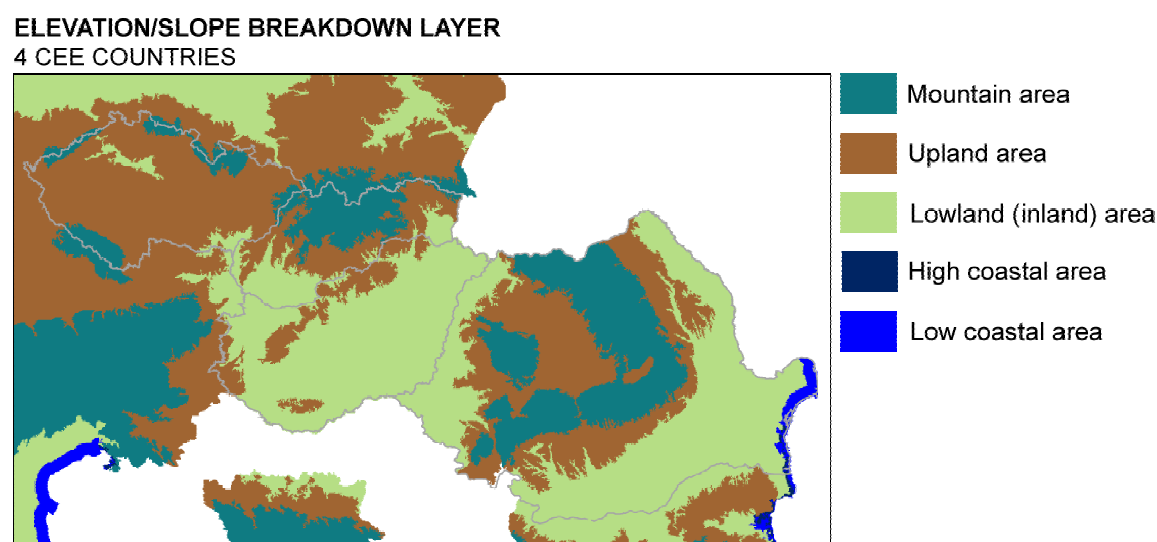 ELEVATION/SLOPE BREAKDOWN LAYER
4 CEE COUNTRIES
Mountain area
Upland area
Lowland (inland) area
High coastal area
Low coastal area